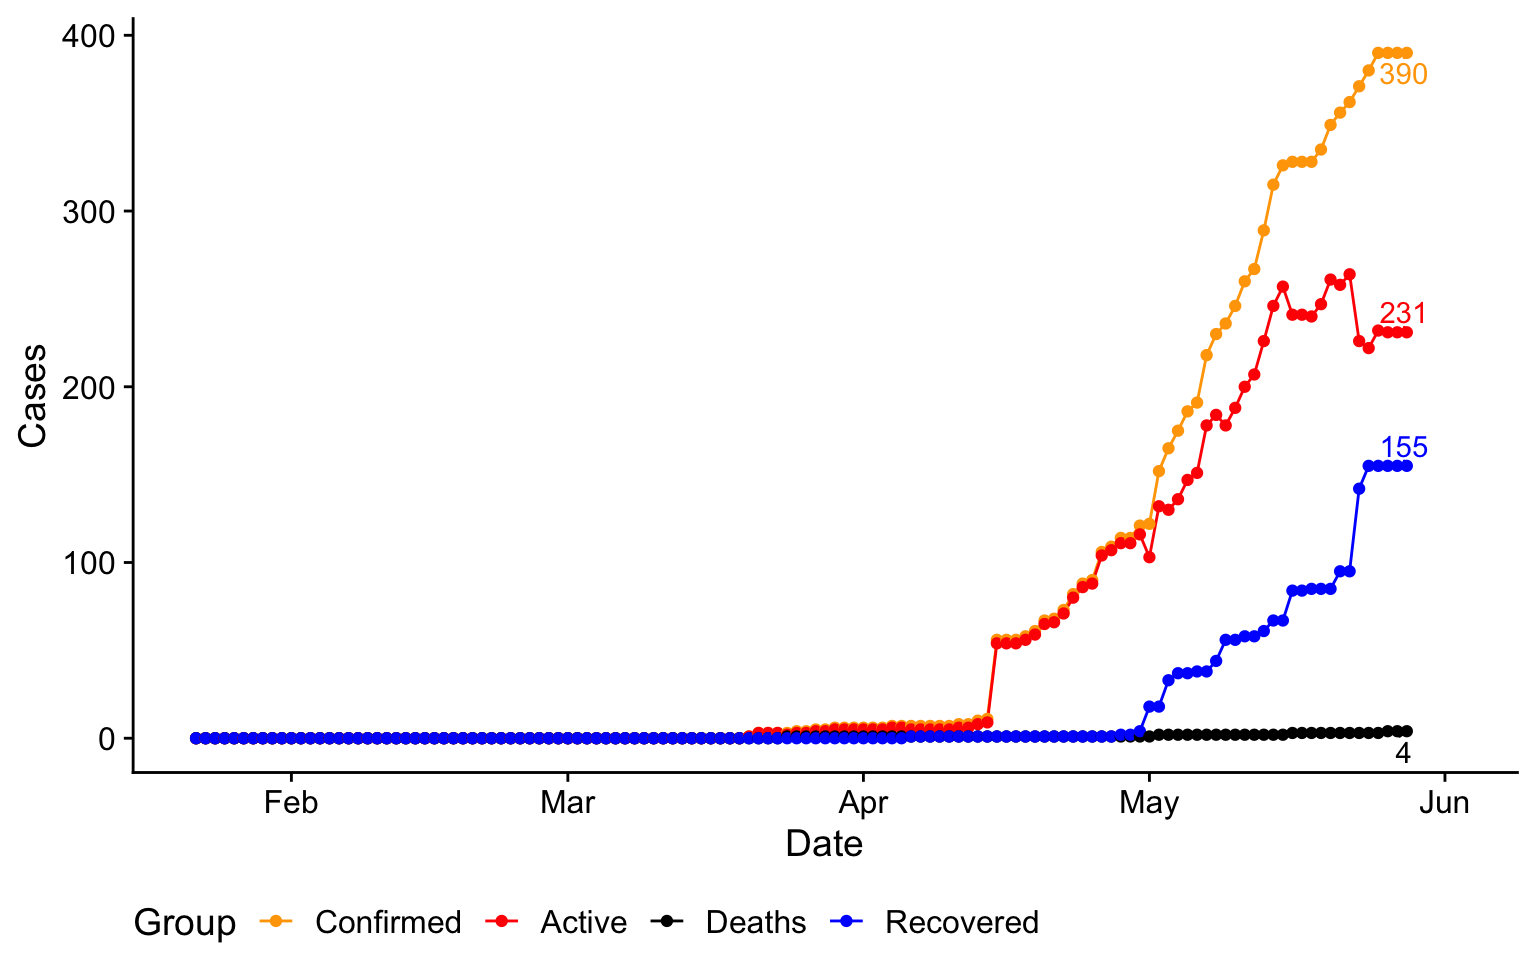 400
390
300
231
Cases
200
155
100
0
4
Feb Mar Apr May Jun
Date
Group Confirmed Active Deaths Recovered